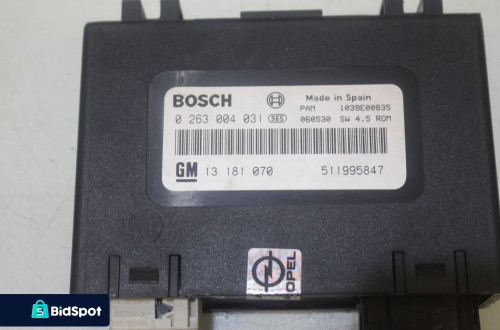 BOSCH
Made in Spain
0 263 004 031 365
PAM 1039E00835
060530 SW 4.5 ROM
GM 13 181 070 511995847
OPEL
S BidSpot